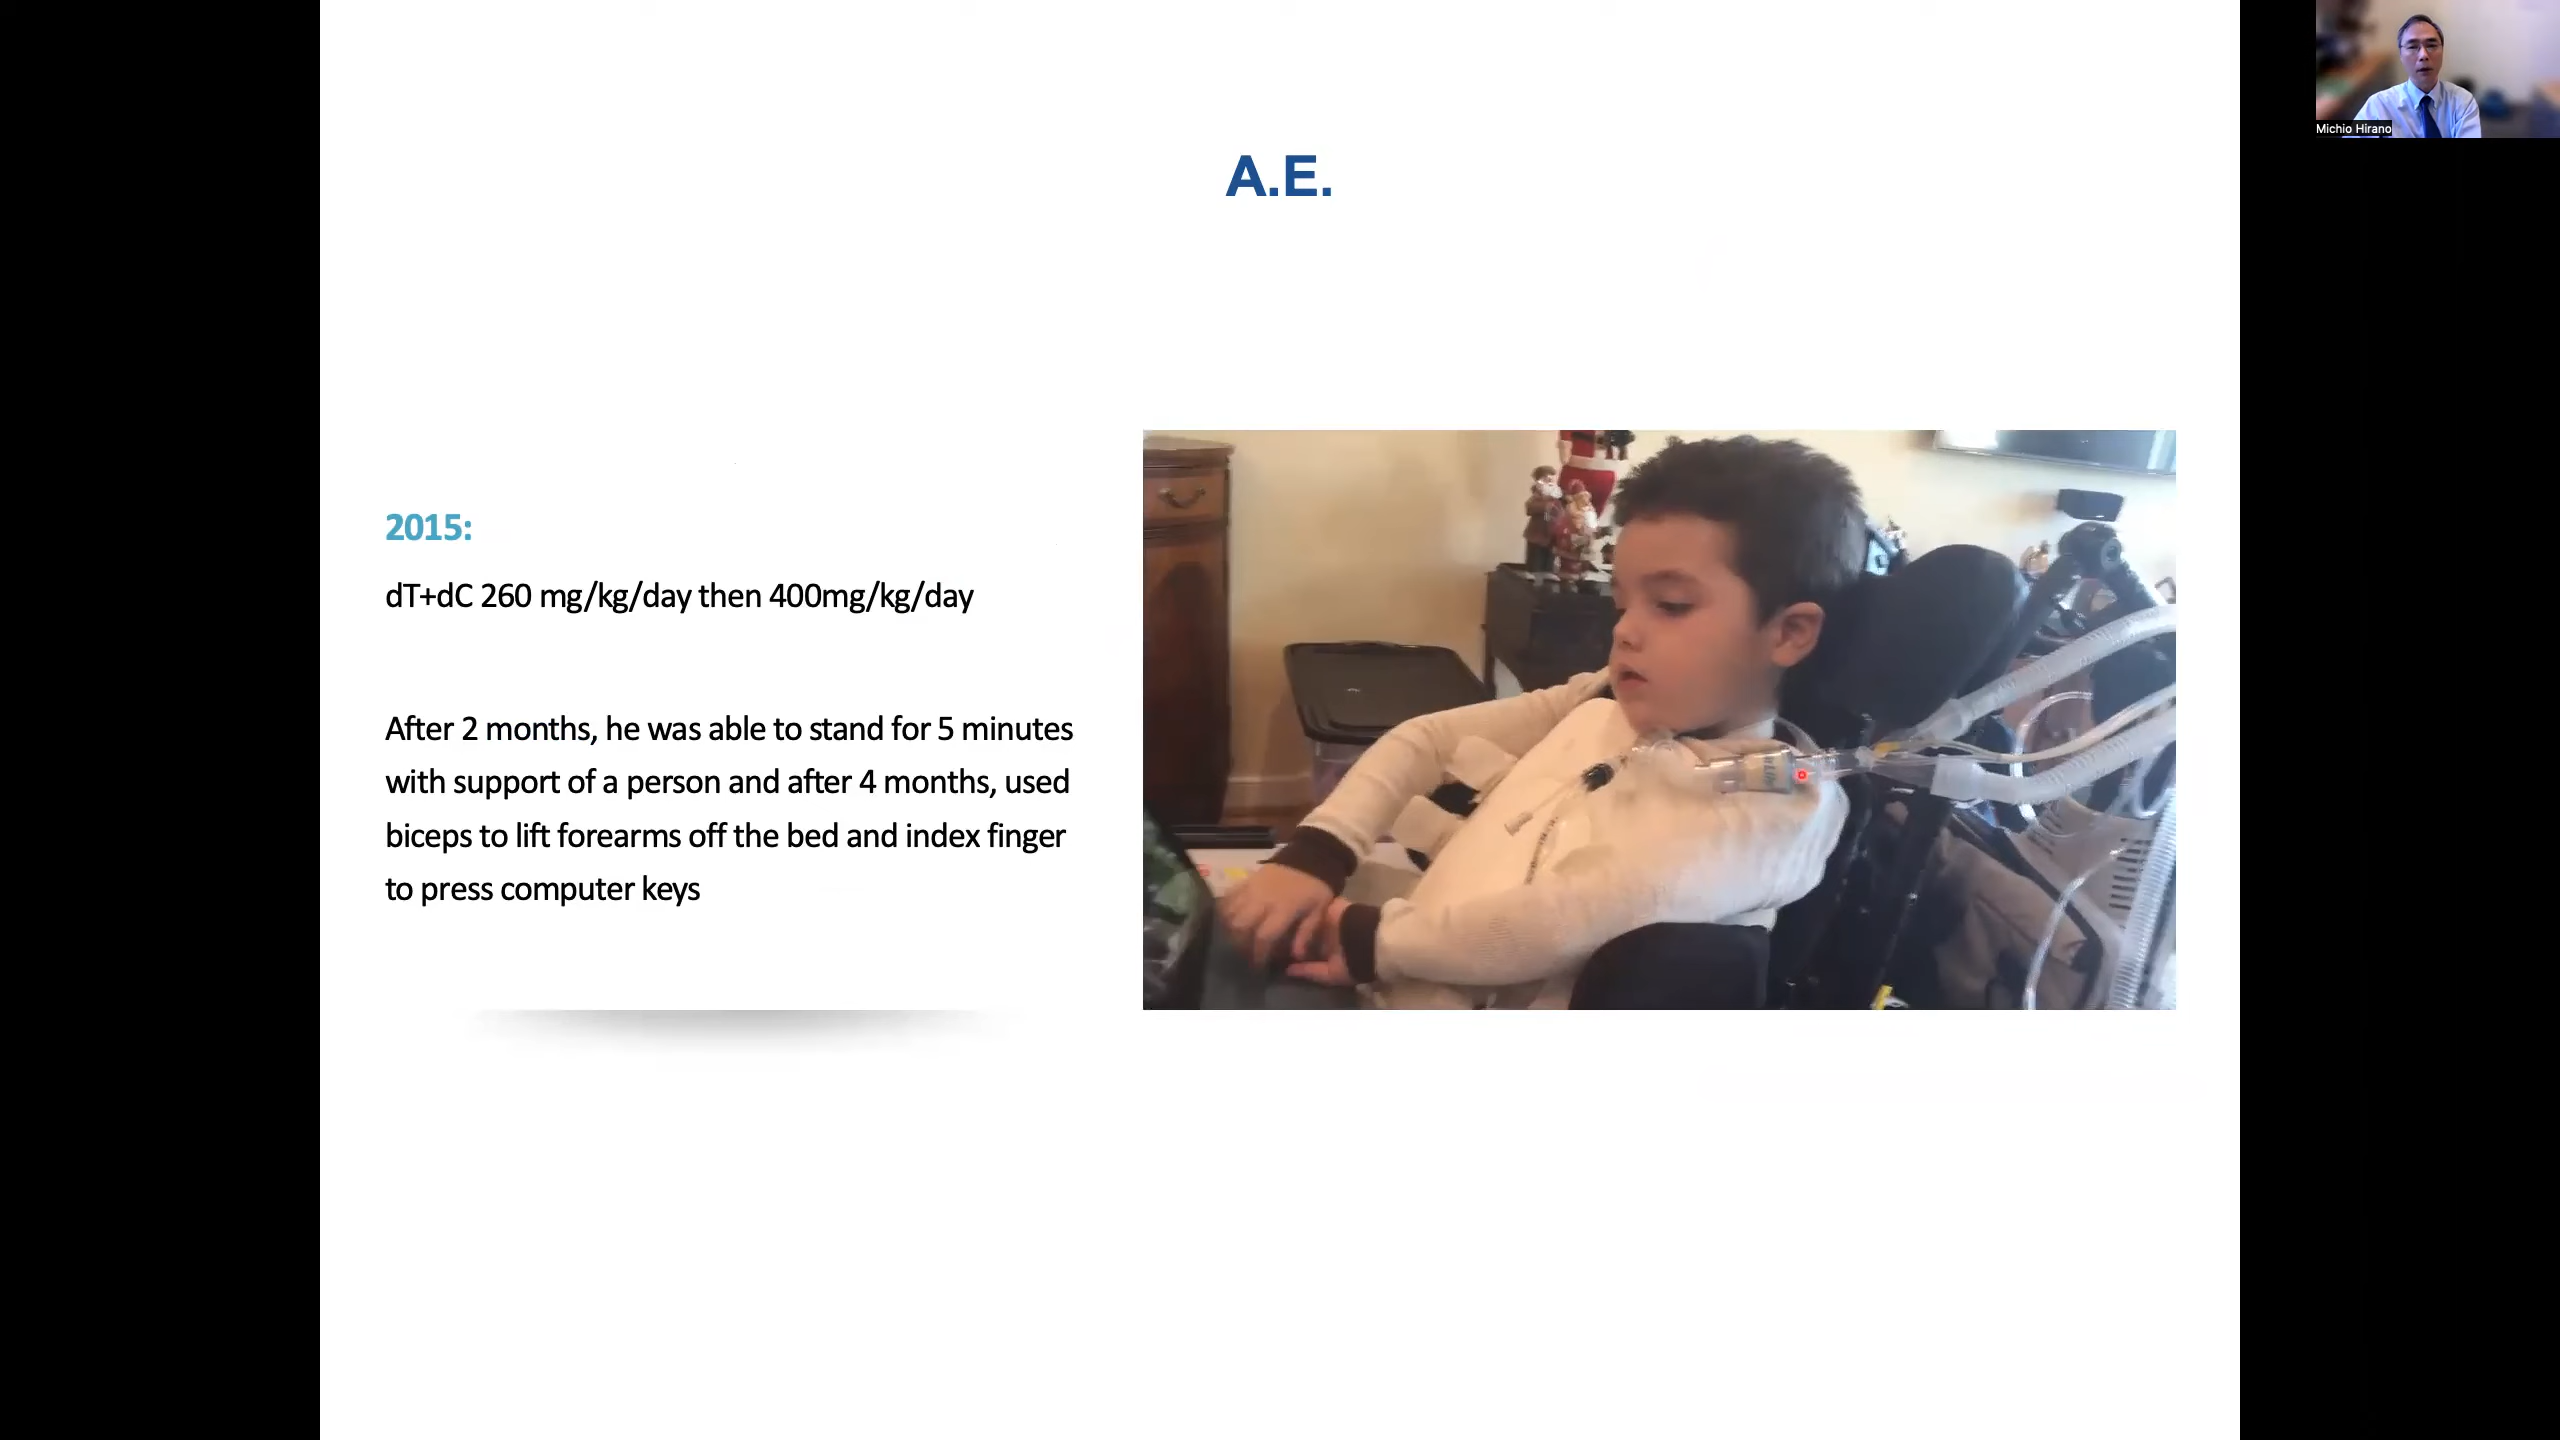 Michio Hirano
A.E.
2015:
dT+dC 260 mg/kg/day then 400mg/kg/day
After 2 months, he was able to stand for 5 minutes
with support of a person and after 4 months, used
biceps to lift forearms off the bed and index finger
to press computer keys